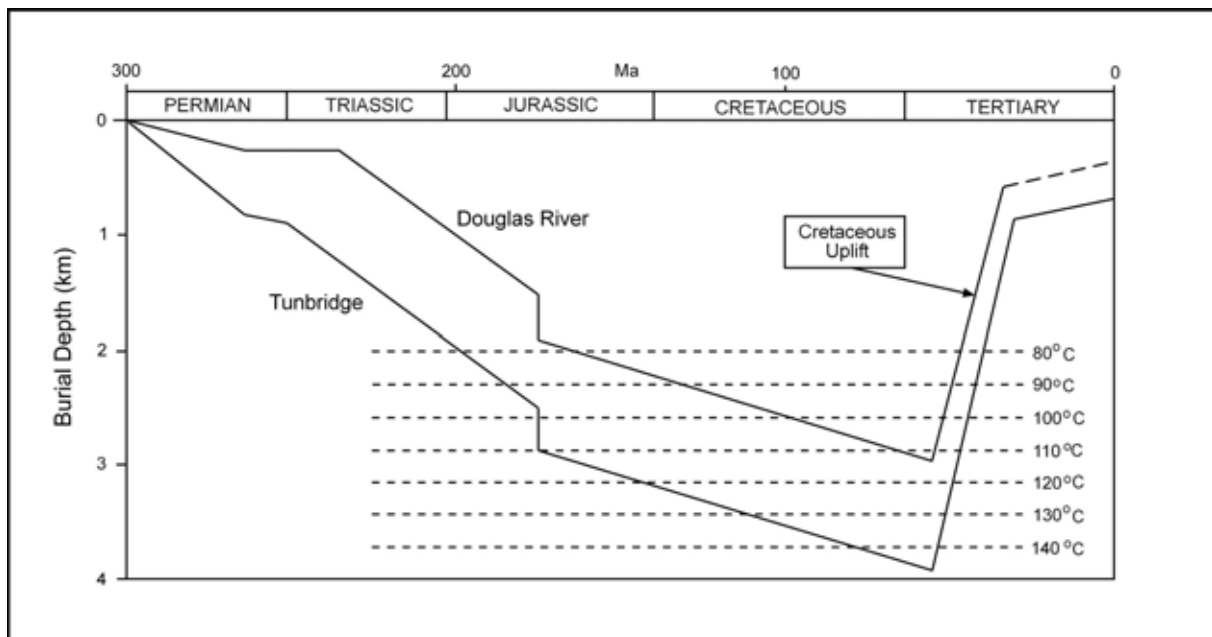 300 200 Ma 100 0
PERMIAN TRIASSIC JURASSIC CRETACEOUS TERTIARY
0
1
2
3
4
Burial Depth (km)
Douglas River
Tunbridge
Cretaceous
Uplift
80°C
90°C
100°C
110°C
120°C
130°C
140°C